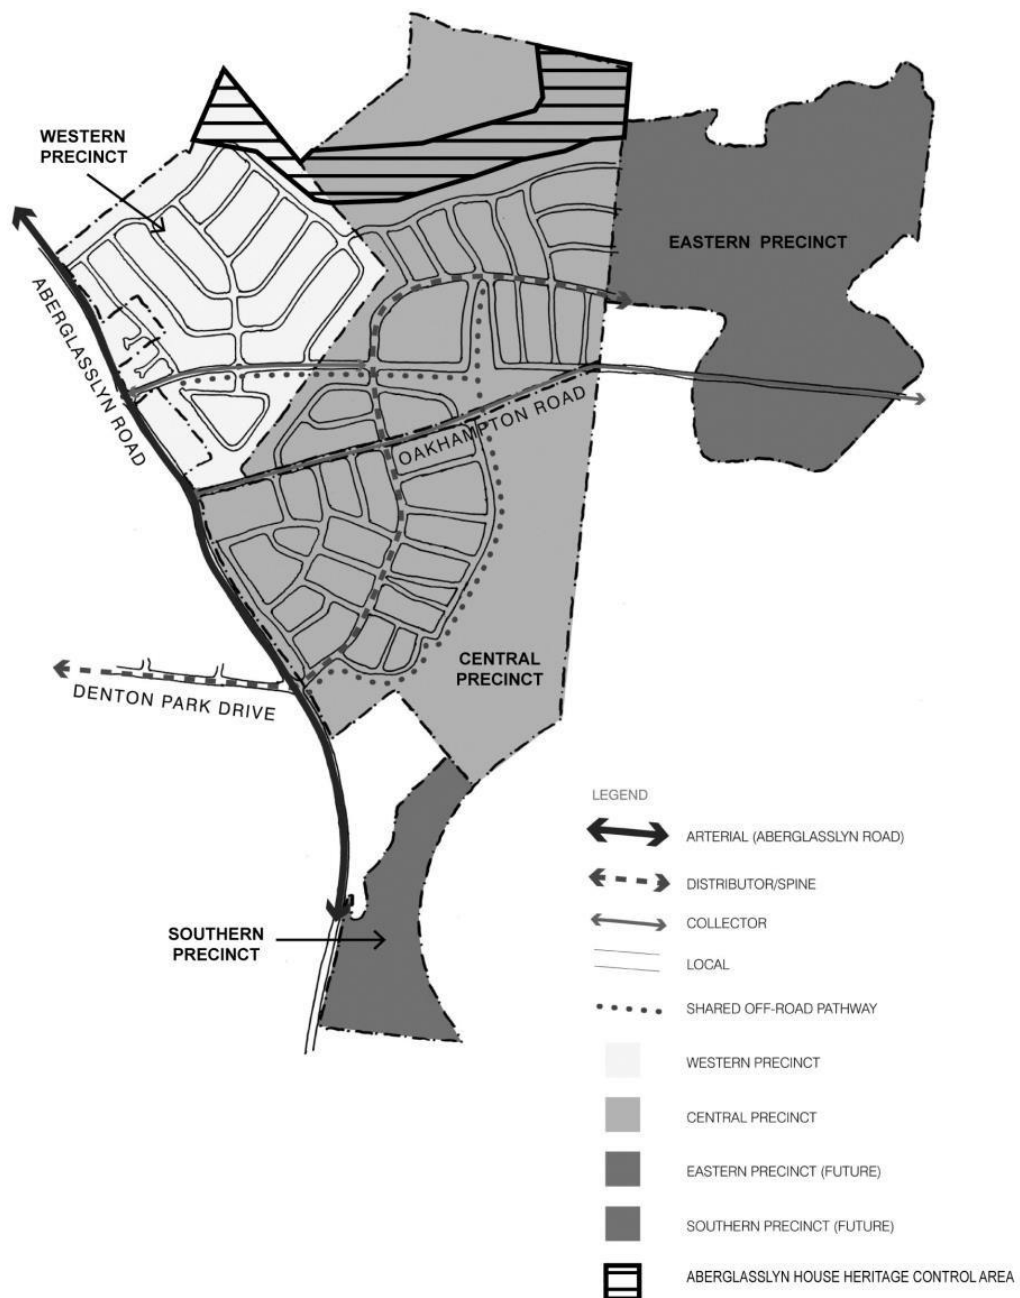 WESTERN
PRECINCT
EASTERN PRECINCT
ABERGLASSLYN ROAD
OAKHAMPTON ROAD
CENTRAL
PRECINCT
DENTON PARK DRIVE
SOUTHERN
PRECINCT
LEGEND
ARTERIAL (ABERGLASSLYN ROAD)
DISTRIBUTOR/SPINE
COLLECTOR
LOCAL
SHARED OFF-ROAD PATHWAY
WESTERN PRECINCT
CENTRAL PRECINCT
EASTERN PRECINCT (FUTURE)
SOUTHERN PRECINCT (FUTURE)
ABERGLASSLYN HOUSE HERITAGE CONTROL AREA